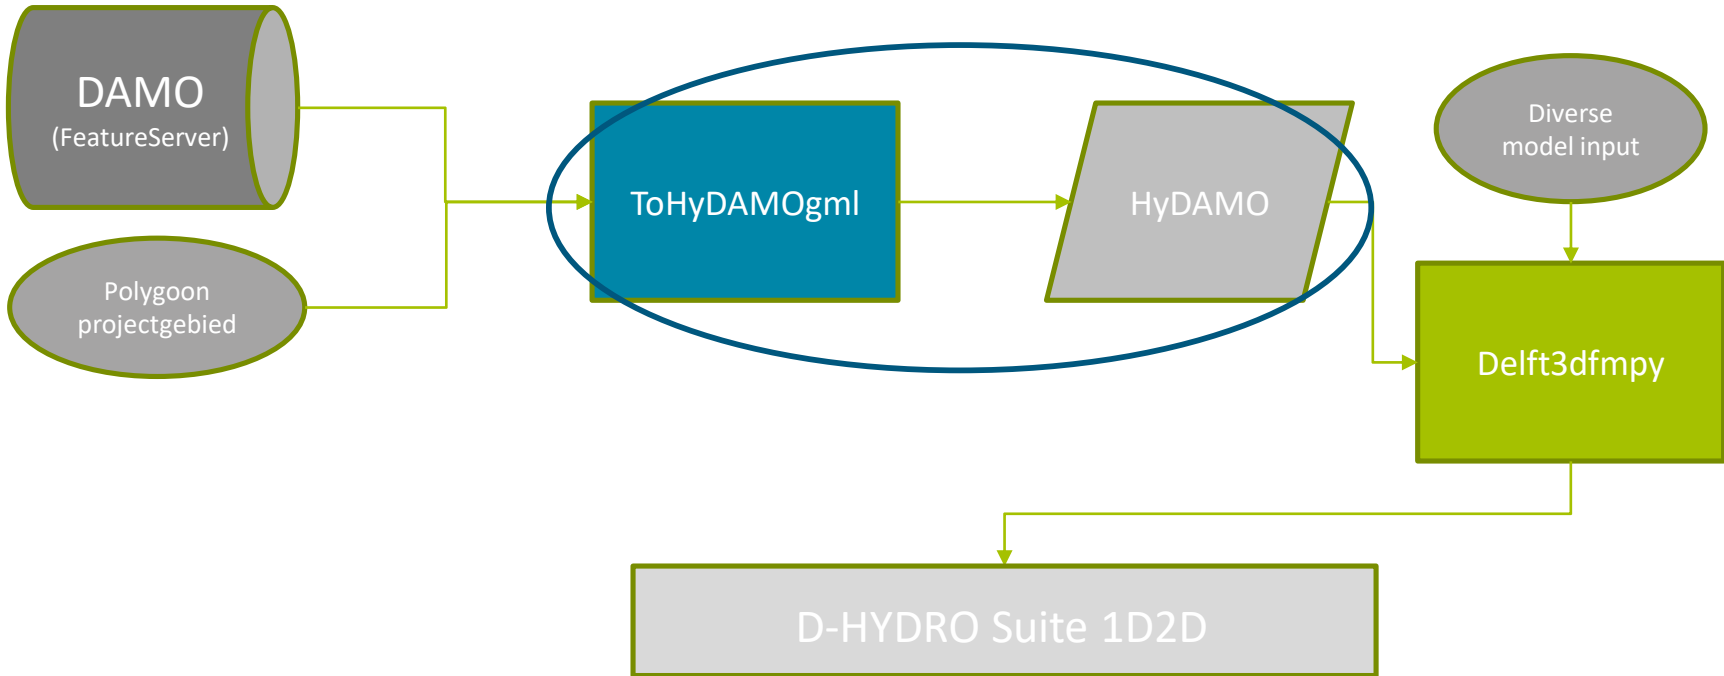 DAMO
(FeatureServer)
Polygoon
projectgebied
ToHyDAMOgml
HyDAMO
Diverse
model input
Delft3dfmpy
D-HYDRO Suite 1D2D